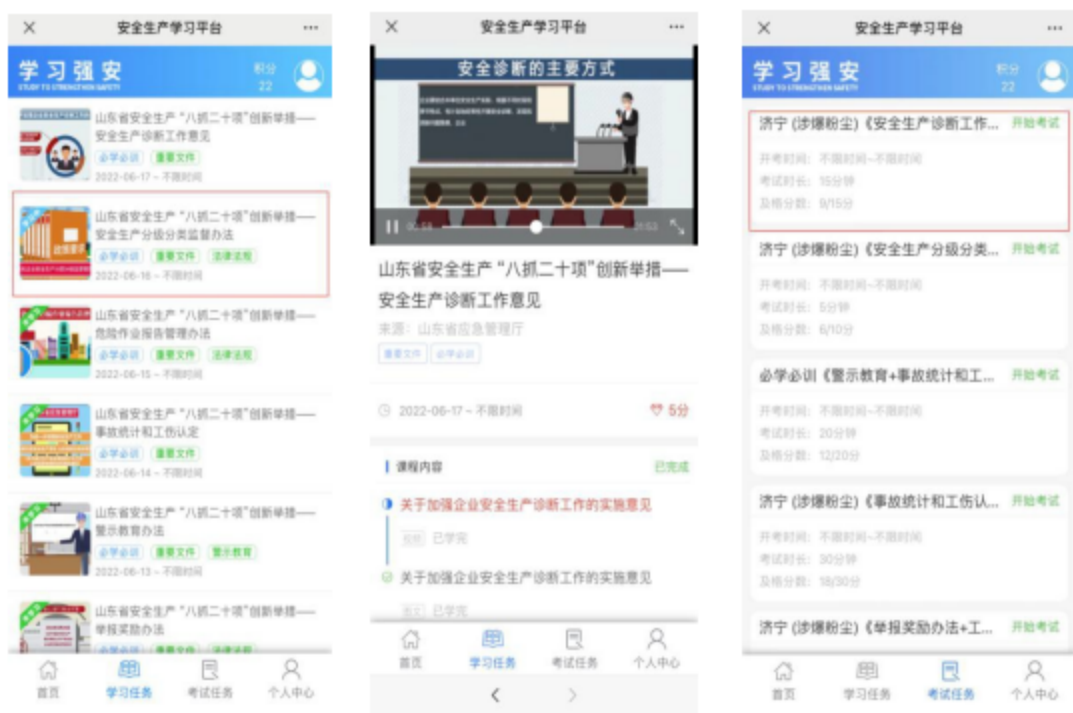 安全生产学习平台
学习强安
STUDY TO STRENGTHEN SAFETY
积分
22
山东省安全生产 “八抓二十项”创新举措——
安全生产诊断工作意见
必学必训 重要文件
2022-06-17 ~ 不限时间
山东省安全生产 “八抓二十项”创新举措——
安全生产分级分类监督办法
必学必训 重要文件 法律法规
2022-06-16 ~ 不限时间
山东省安全生产 “八抓二十项”创新举措——
危险作业报告管理办法
必学必训 重要文件 法律法规
2022-06-15 ~ 不限时间
山东省安全生产 “八抓二十项”创新举措——
事故统计和工伤认定
必学必训 重要文件
2022-06-14 ~ 不限时间
山东省安全生产 “八抓二十项”创新举措——
警示教育办法
必学必训 重要文件 警示教育
2022-06-13 ~ 不限时间
山东省安全生产 “八抓二十项”创新举措——
举报奖励办法
必学必训 重要文件 法律法规
首页 学习任务 考试任务 个人中心
安全生产学习平台
安全诊断的主要方式
山东省安全生产 “八抓二十项”创新举措——
安全生产诊断工作意见
来源：山东省应急管理厅
重要文件 必学必训
2022-06-17 ~ 不限时间 5分
课程内容 已完成
关于加强企业安全生产诊断工作的实施意见
视频 已学完
关于加强企业安全生产诊断工作的实施意见
已学完
首页 学习任务 考试任务 个人中心
安全生产学习平台
学习强安
STUDY TO STRENGTHEN SAFETY
积分
22
济宁 (涉爆粉尘)《安全生产诊断工作... 开始考试
开考时间：不限时间~不限时间
考试时长：15分钟
及格分数：9/15分
济宁 (涉爆粉尘)《安全生产分级分类... 开始考试
开考时间：不限时间~不限时间
考试时长：5分钟
及格分数：6/10分
必学必训《警示教育+事故统计和工... 开始考试
开考时间：不限时间~不限时间
考试时长：20分钟
及格分数：12/20分
济宁 (涉爆粉尘)《事故统计和工伤认... 开始考试
开考时间：不限时间~不限时间
考试时长：30分钟
及格分数：18/30分
济宁 (涉爆粉尘)《举报奖励办法+工... 开始考试
首页 学习任务 考试任务 个人中心